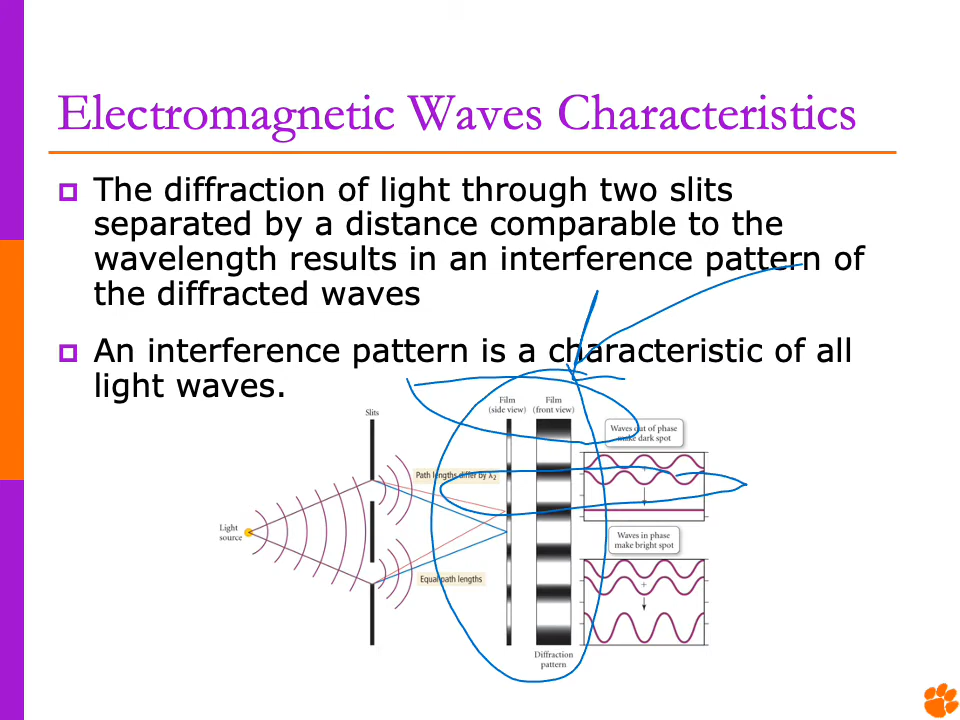 Electromagnetic Waves Characteristics
The diffraction of light through two slits
separated by a distance comparable to the
wavelength results in an interference pattern of
the diffracted waves
An interference pattern is a characteristic of all
light waves.
Slits
Film
(side view)
Film
(front view)
Waves out of phase
make dark spot
Path lengths differ by λ2
+
Light
source
Waves in phase
make bright spot
Equal path lengths
+
Diffraction
pattern